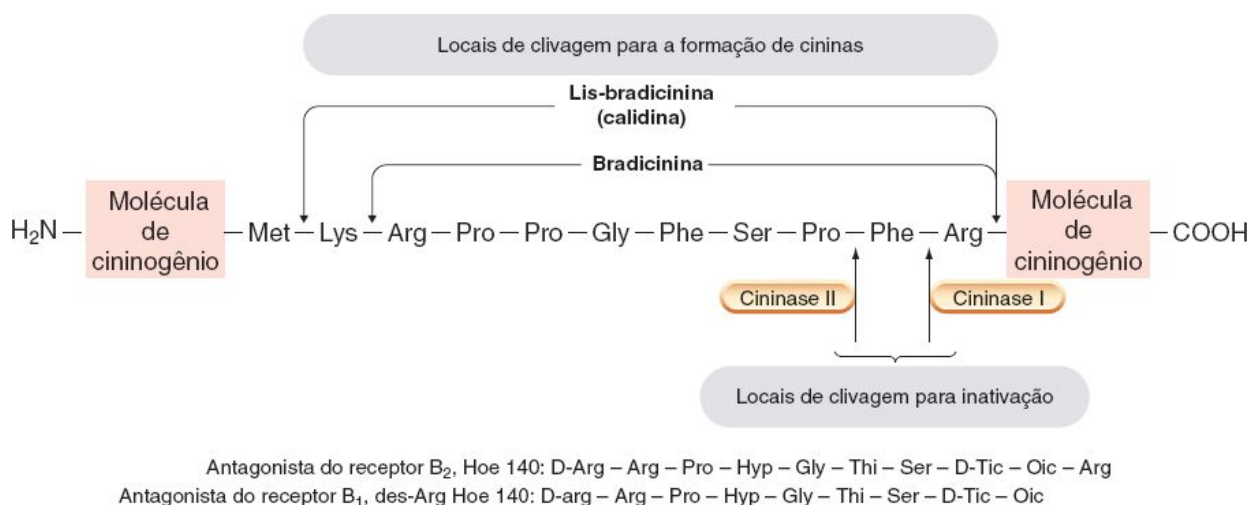 Locais de clivagem para a formação de cininas
Lis-bradicinina
(calidina)
Bradicinina
H₂N – Molécula de cininogênio – Met – Lys – Arg – Pro – Pro – Gly – Phe – Ser – Pro – Phe – Arg – Molécula de cininogênio – COOH
Cininase II
Cininase I
Locais de clivagem para inativação
Antagonista do receptor B₂, Hoe 140: D-Arg – Arg – Pro – Hyp – Gly – Thi – Ser – D-Tic – Oic – Arg
Antagonista do receptor B₁, des-Arg Hoe 140: D-arg – Arg – Pro – Hyp – Gly – Thi – Ser – D-Tic – Oic